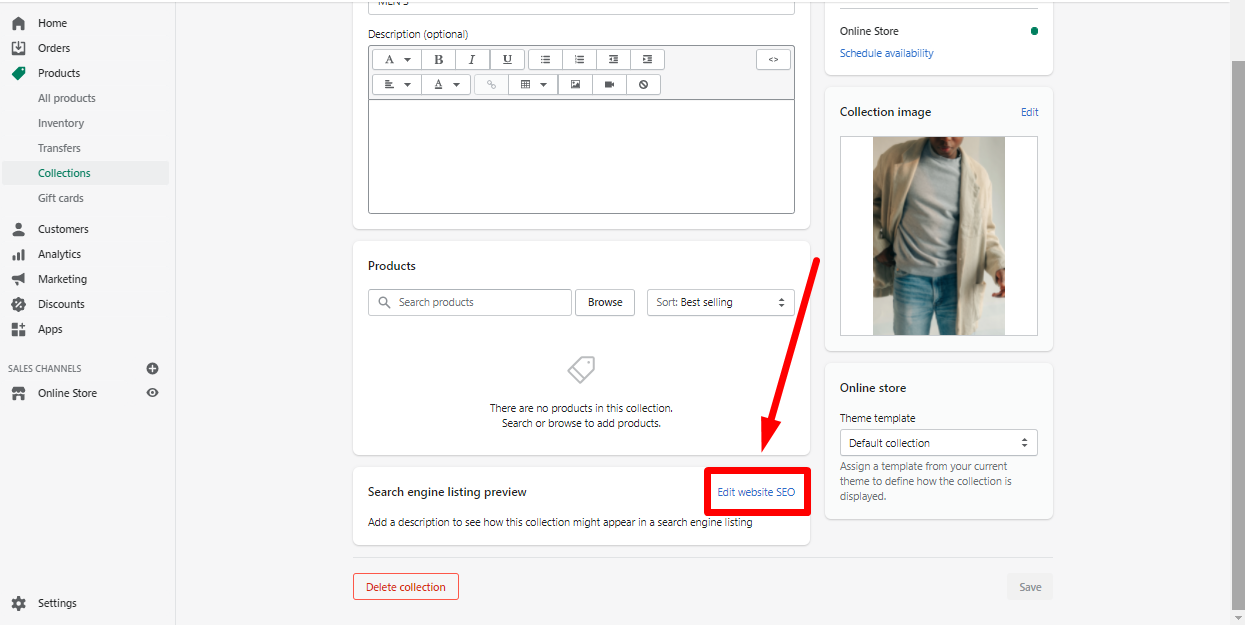 Home
Orders
Products
All products
Inventory
Transfers
Collections
Gift cards
Customers
Analytics
Marketing
Discounts
Apps
SALES CHANNELS
Online Store
Settings
MEN'S
Description (optional)
A B I U <>
A
Products
Search products Browse Sort: Best selling
There are no products in this collection.
Search or browse to add products.
Search engine listing preview Edit website SEO
Add a description to see how this collection might appear in a search engine listing
Delete collection Save
Online Store
Schedule availability
Collection image Edit
Online store
Theme template
Default collection
Assign a template from your current
theme to define how the collection is
displayed.